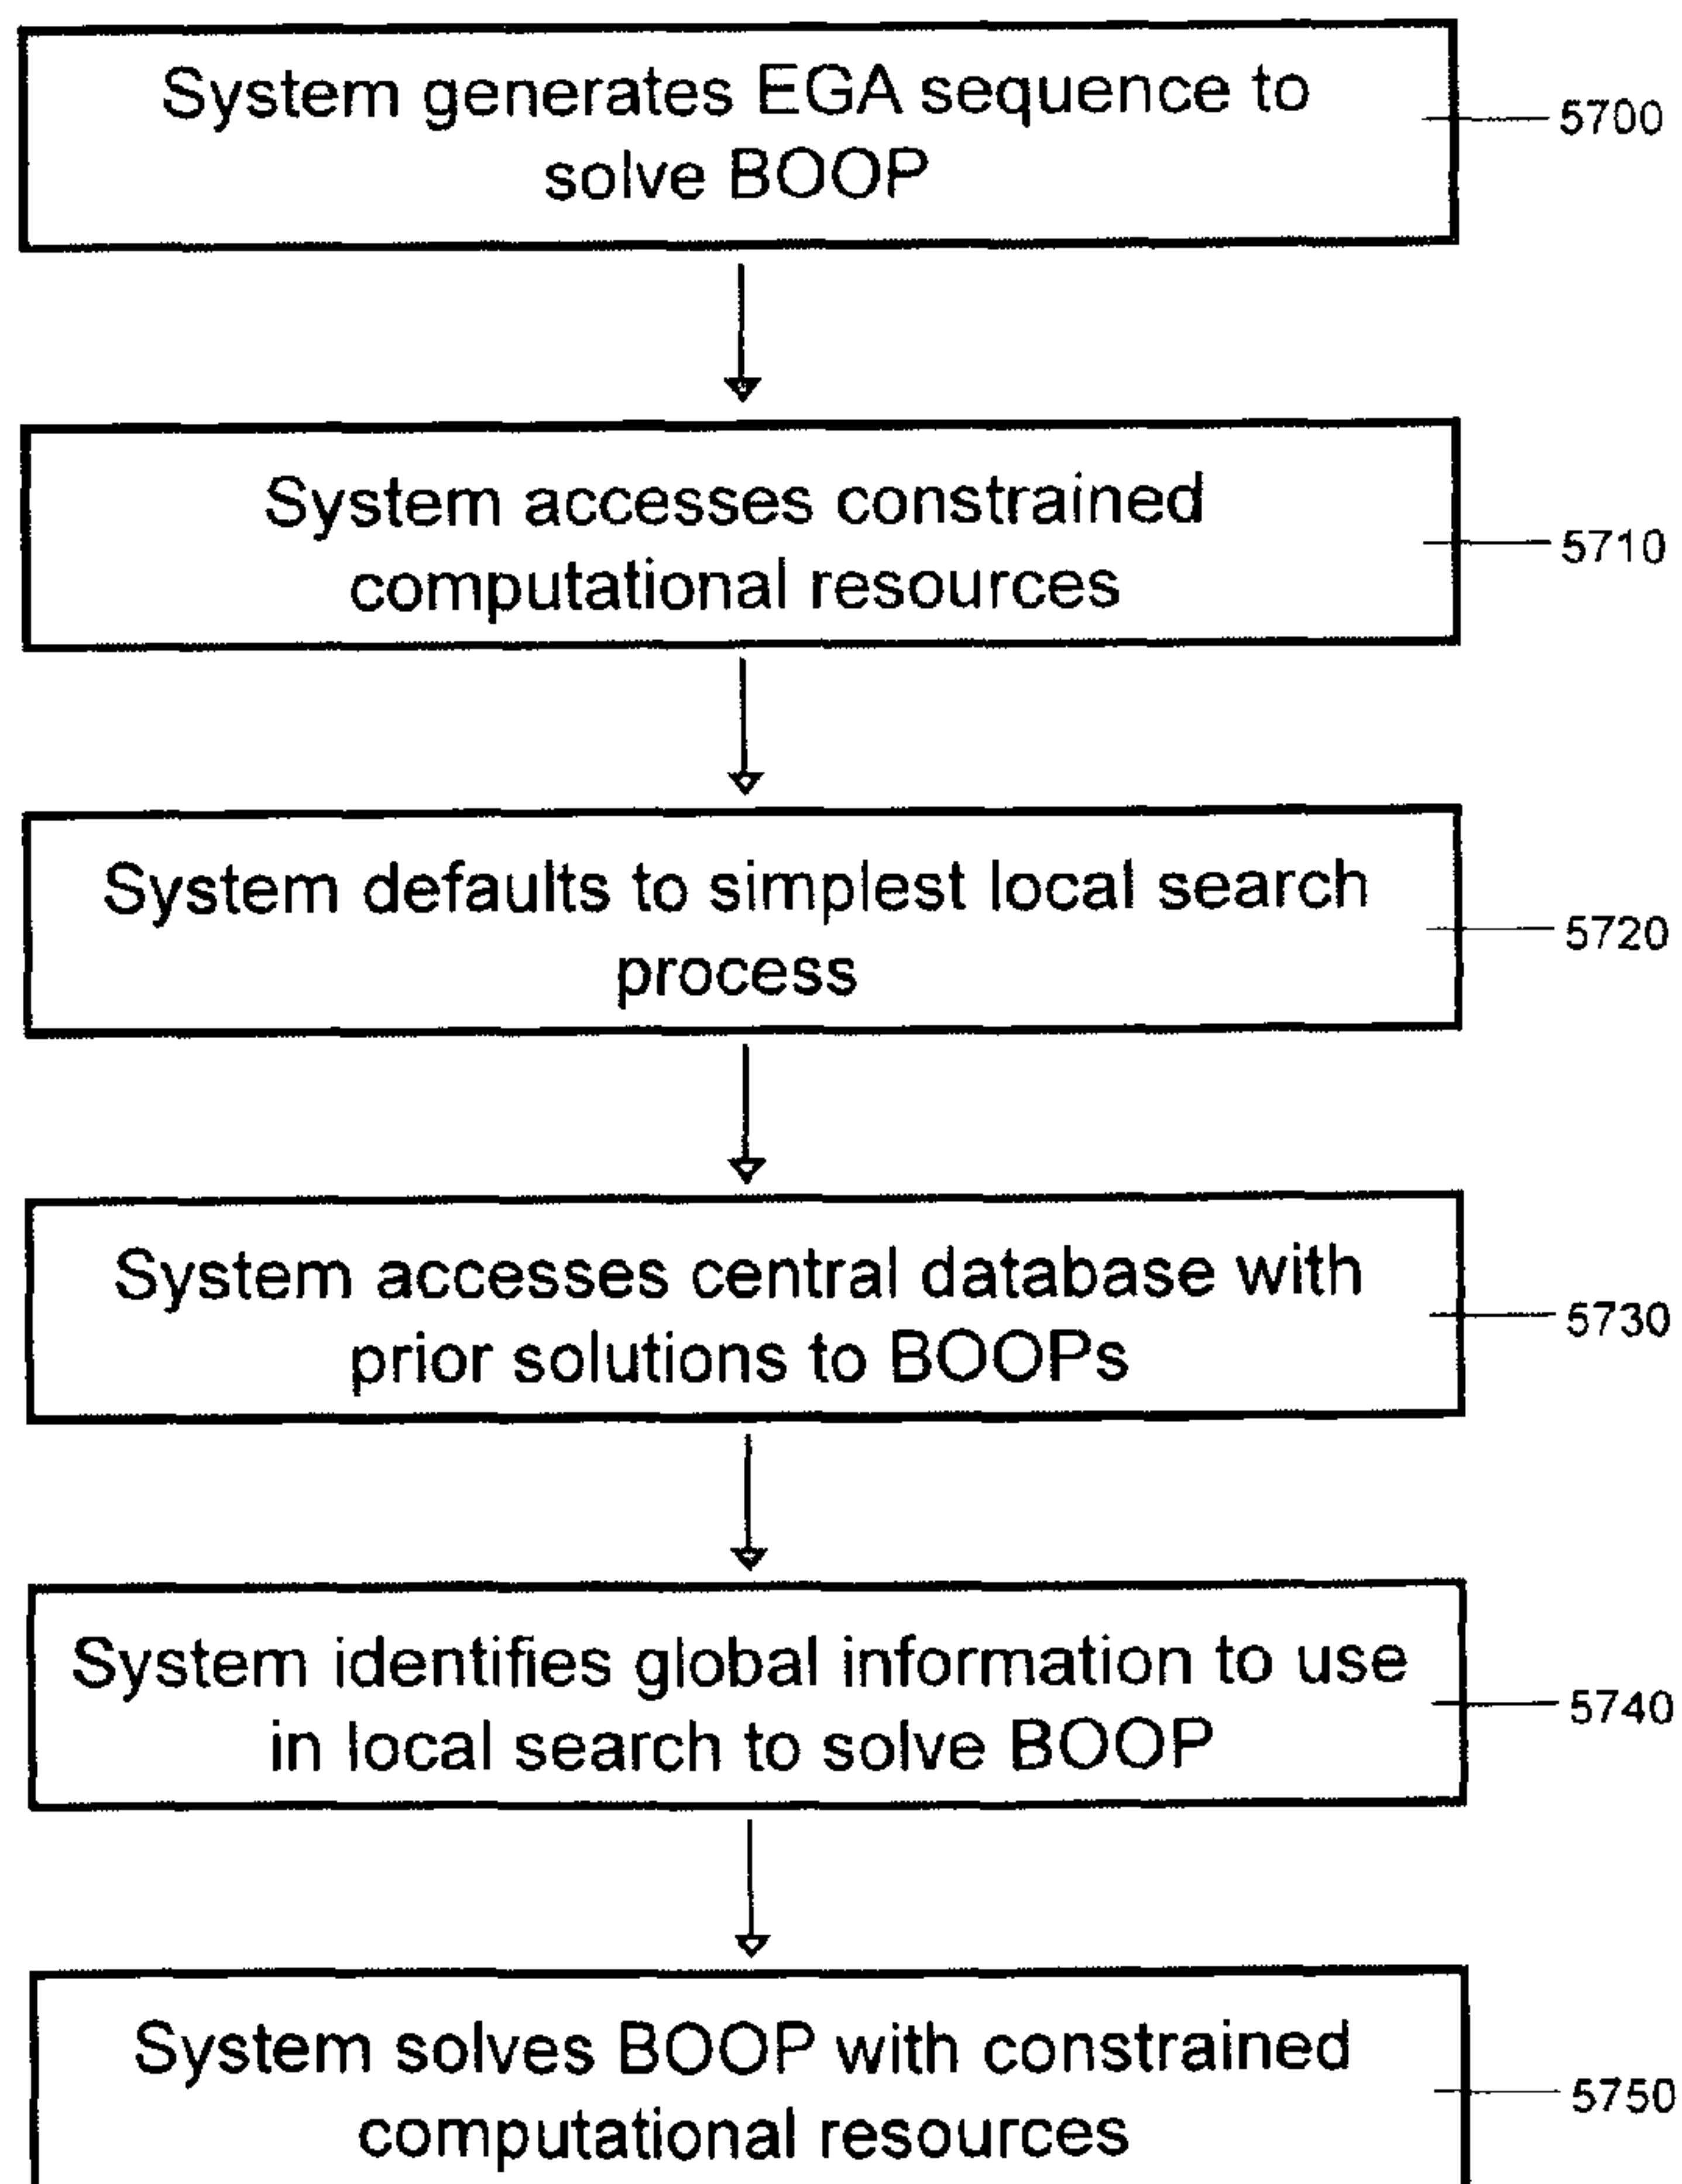 System generates EGA sequence to
solve BOOP
5700
System accesses constrained
computational resources
5710
System defaults to simplest local search
process
5720
System accesses central database with
prior solutions to BOOPs
5730
System identifies global information to use
in local search to solve BOOP
5740
System solves BOOP with constrained
computational resources
5750